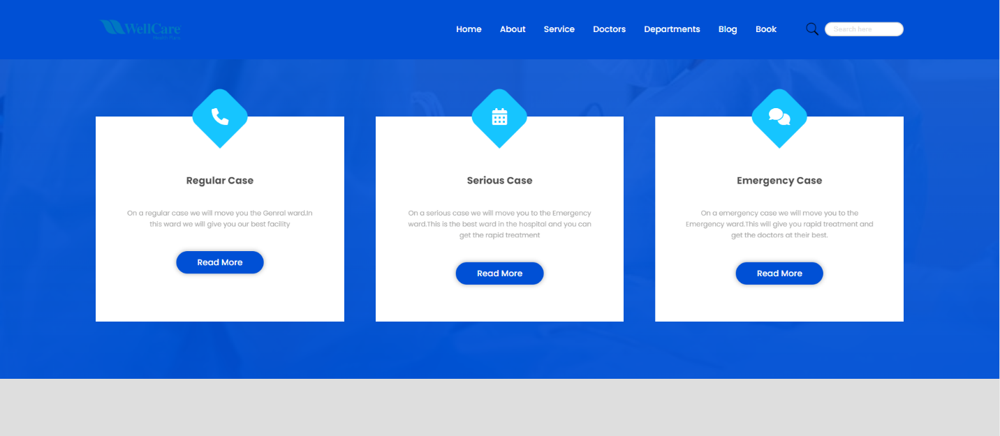 WellCare
Health Plans
Home About Service Doctors Departments Blog Book
Search here
Regular Case
On a regular case we will move you the Genral ward.In
this ward we will give you our best facility
Read More
Serious Case
On a serious case we will move you to the Emergency
ward.This is the best ward in the hospital and you can
get the rapid treatment
Read More
Emergency Case
On a emergency case we will move you to the
Emergency ward.This will give you rapid treatment and
get the doctors at their best.
Read More